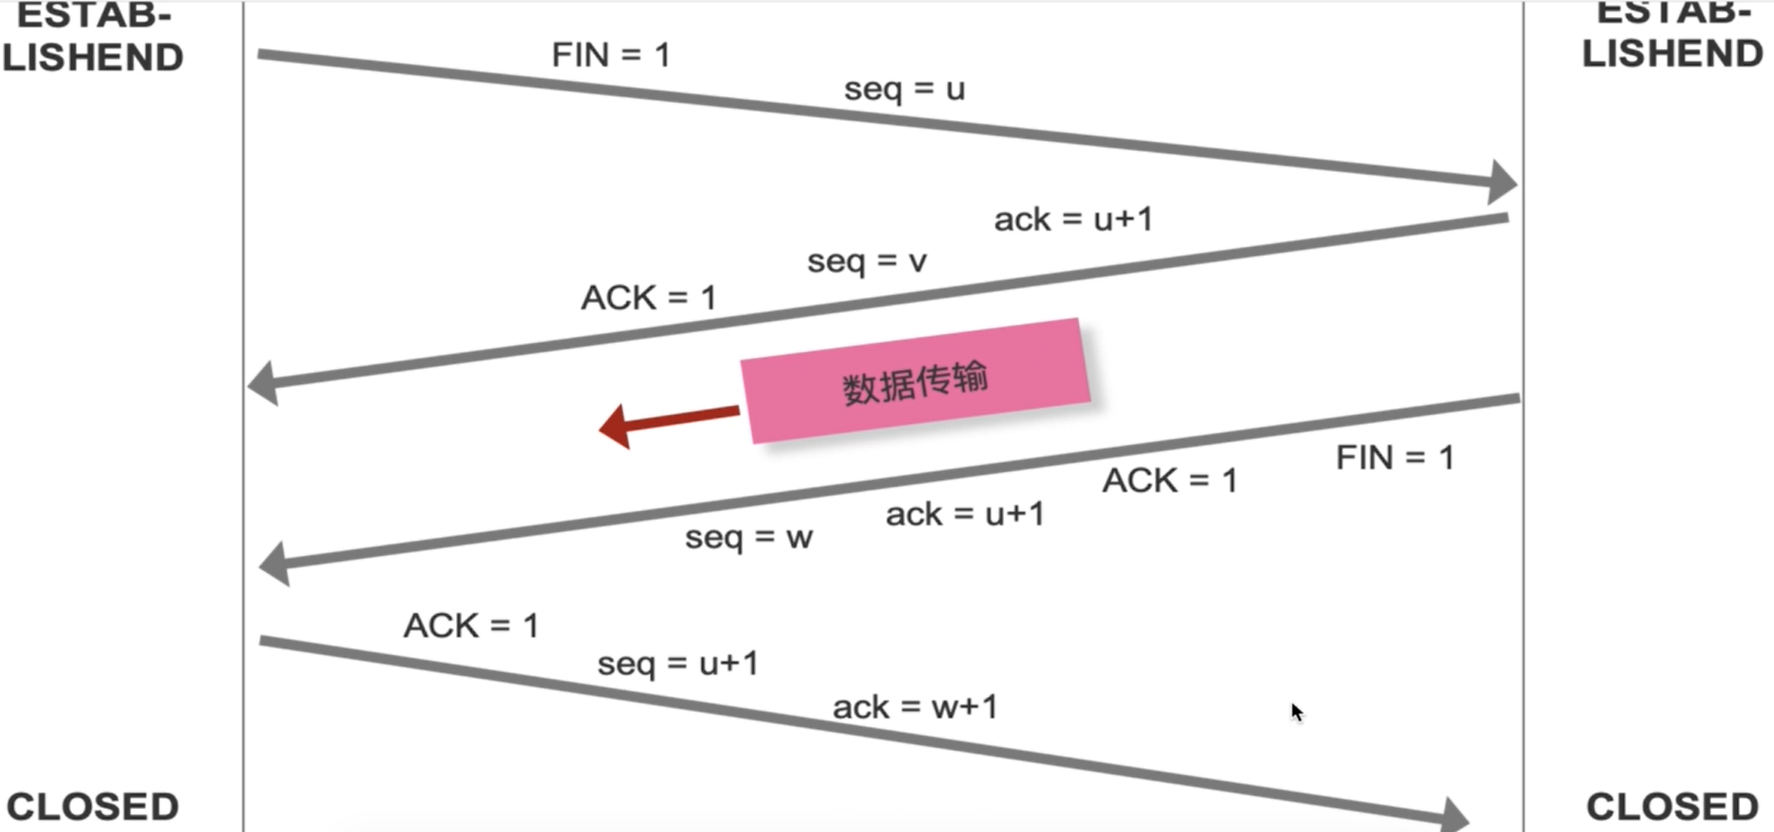 ESTAB-
LISHEND
ESTAB-
LISHEND
FIN = 1
seq = u
ack = u+1
seq = v
ACK = 1
数据传输
FIN = 1
ACK = 1
ack = u+1
seq = w
ACK = 1
seq = u+1
ack = w+1
CLOSED
CLOSED